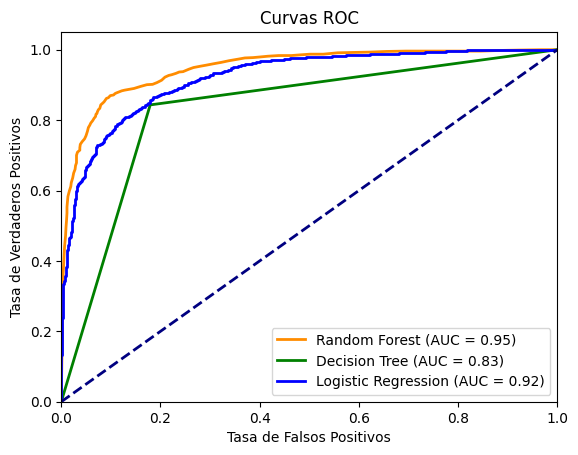 Curvas ROC
Tasa de Verdaderos Positivos
1.0
0.8
0.6
0.4
0.2
0.0
Random Forest (AUC = 0.95)
Decision Tree (AUC = 0.83)
Logistic Regression (AUC = 0.92)
0.0 0.2 0.4 0.6 0.8 1.0
Tasa de Falsos Positivos